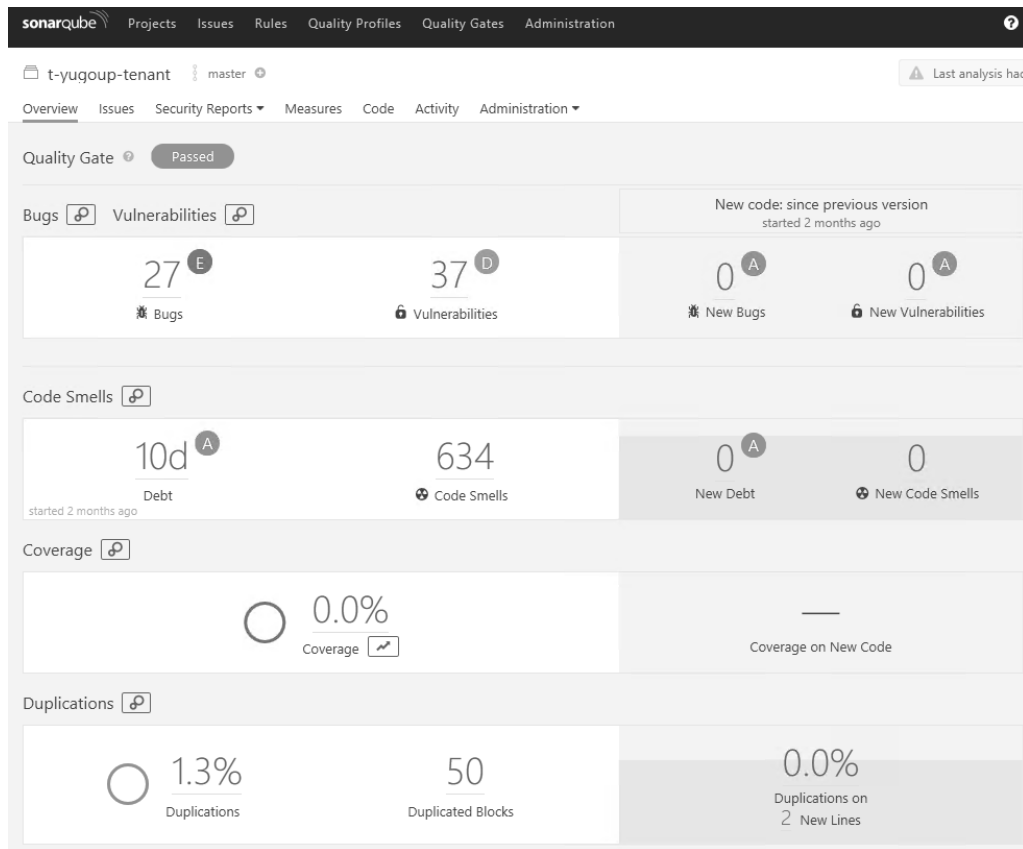 sonarqube Projects Issues Rules Quality Profiles Quality Gates Administration ?
t-yugoup-tenant master Last analysis had
Overview Issues Security Reports Measures Code Activity Administration
Quality Gate ? Passed
Bugs Vulnerabilities
New code: since previous version
started 2 months ago
27 E 37 D 0 A 0 A
Bugs Vulnerabilities New Bugs New Vulnerabilities
Code Smells
10d A 634 0 A 0
Debt Code Smells New Debt New Code Smells
started 2 months ago
Coverage
0.0%
Coverage Coverage on New Code
Duplications
1.3% 50 0.0%
Duplications Duplicated Blocks Duplications on
2 New Lines